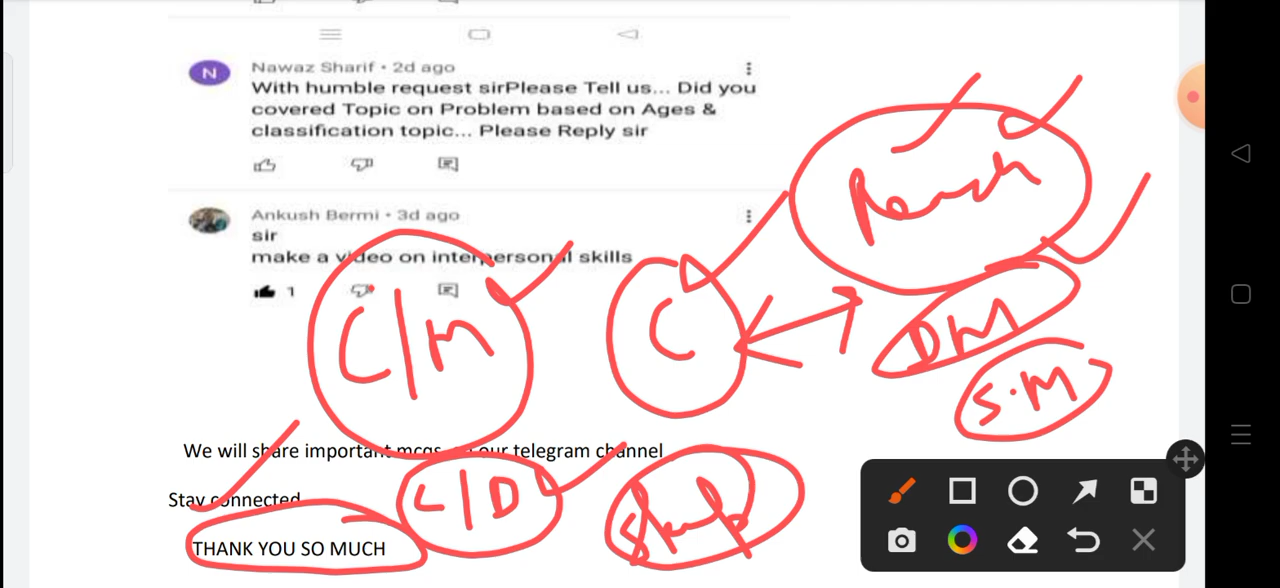 N
Nawaz Sharif • 2d ago
With humble request sirPlease Tell us... Did you
covered Topic on Problem based on Ages &
classification topic... Please Reply sir
Ankush Bermi • 3d ago
sir
make a video on interpersonal skills
1
C/M
C
DM
S.M
We will share important mcqs on our telegram channel
Stay connected
L/D
THANK YOU SO MUCH